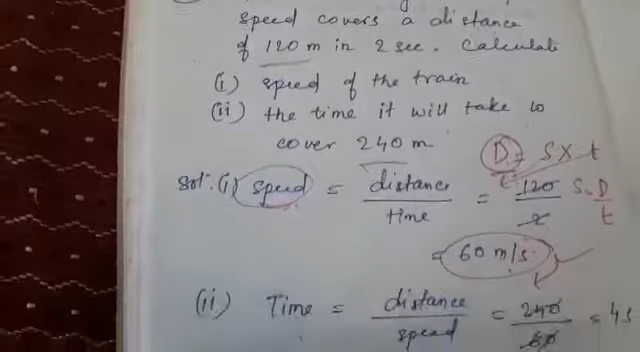 speed covers a distance
of 120 m in 2 sec. Calculate
(i) speed of the train
(ii) the time it will take to
cover 240 m
D = S × t
Sol. (i) speed = distance / time = 120 / 2 S = D / t
= 60 m/s
(ii) Time = distance / speed = 240 / 60 = 4s